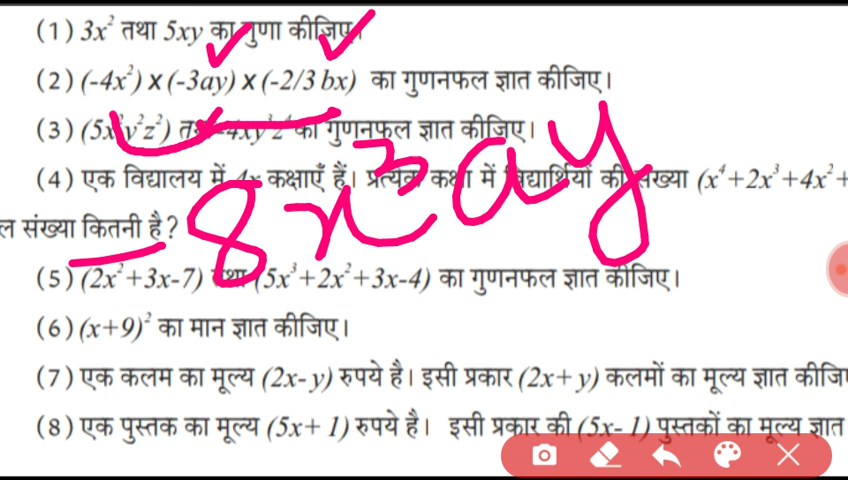 (1) 3x² तथा 5xy का गुणा कीजिए।
(2) (-4x²) x (-3ay) x (-2/3 bx) का गुणनफल ज्ञात कीजिए।
(3) (5x y²z²) -4xy³z⁴ का गुणनफल ज्ञात कीजिए।
(4) एक विद्यालय में 4x कक्षाएँ हैं। प्रत्येक कक्षा में विद्यार्थियों की संख्या (x⁴+2x³+4x²+
ल संख्या कितनी है?
-8x³ay
(5) (2x²+3x-7) तथा (5x³+2x²+3x-4) का गुणनफल ज्ञात कीजिए।
(6) (x+9)² का मान ज्ञात कीजिए।
(7) एक कलम का मूल्य (2x-y) रुपये है। इसी प्रकार (2x+y) कलमों का मूल्य ज्ञात कीजि
(8) एक पुस्तक का मूल्य (5x+ 1) रुपये है। इसी प्रकार की (5x- 1) पुस्तकों का मूल्य ज्ञात